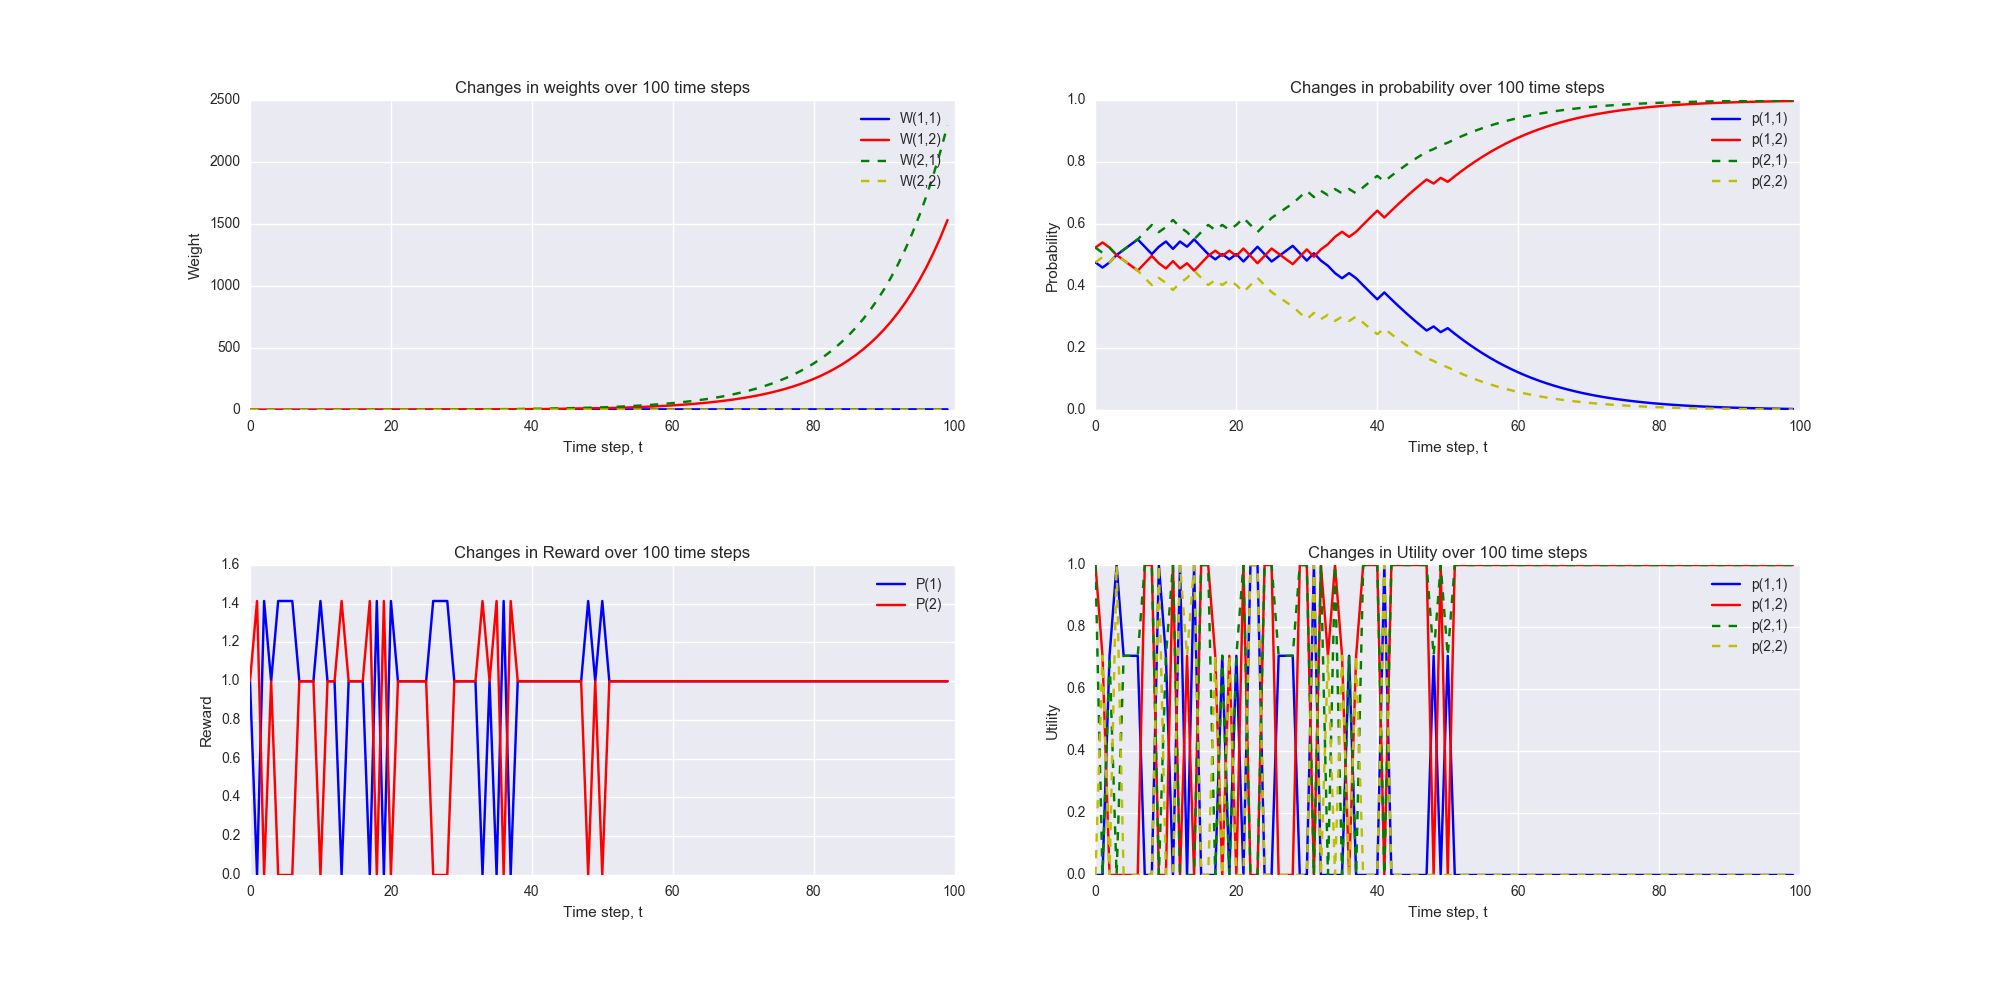 Changes in weights over 100 time steps
2500
2000
1500
1000
500
0
Weight
0 20 40 60 80 100
Time step, t
W(1,1)
W(1,2)
W(2,1)
W(2,2)
Changes in probability over 100 time steps
1.0
0.8
0.6
0.4
0.2
0.0
Probability
0 20 40 60 80 100
Time step, t
p(1,1)
p(1,2)
p(2,1)
p(2,2)
Changes in Reward over 100 time steps
1.6
1.4
1.2
1.0
0.8
0.6
0.4
0.2
0.0
Reward
0 20 40 60 80 100
Time step, t
P(1)
P(2)
Changes in Utility over 100 time steps
1.0
0.8
0.6
0.4
0.2
0.0
Utility
0 20 40 60 80 100
Time step, t
p(1,1)
p(1,2)
p(2,1)
p(2,2)